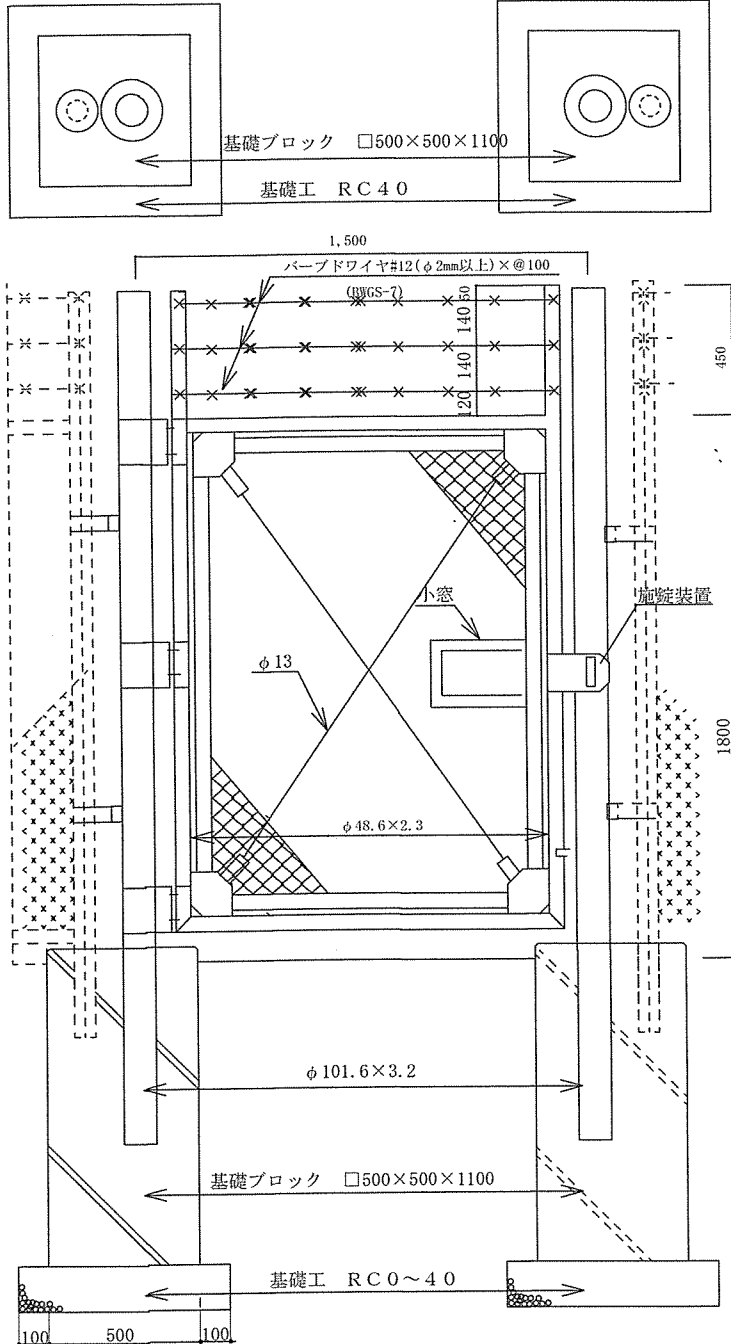 基礎ブロック □500×500×1100
基礎工 RC40
1,500
バーブドワイヤ#12(φ2mm以上)×@100
(BWGS-7)
50
140
140
120
450
小窓
施錠装置
φ13
1800
φ48.6×2.3
φ101.6×3.2
基礎ブロック □500×500×1100
基礎工 RC0～40
100
500
100